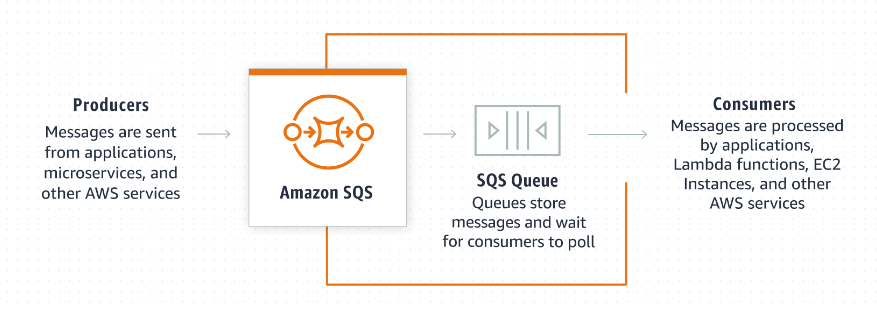 Producers
Messages are sent
from applications,
microservices, and
other AWS services
Amazon SQS
SQS Queue
Queues store
messages and wait
for consumers to poll
Consumers
Messages are processed
by applications,
Lambda functions, EC2
Instances, and other
AWS services